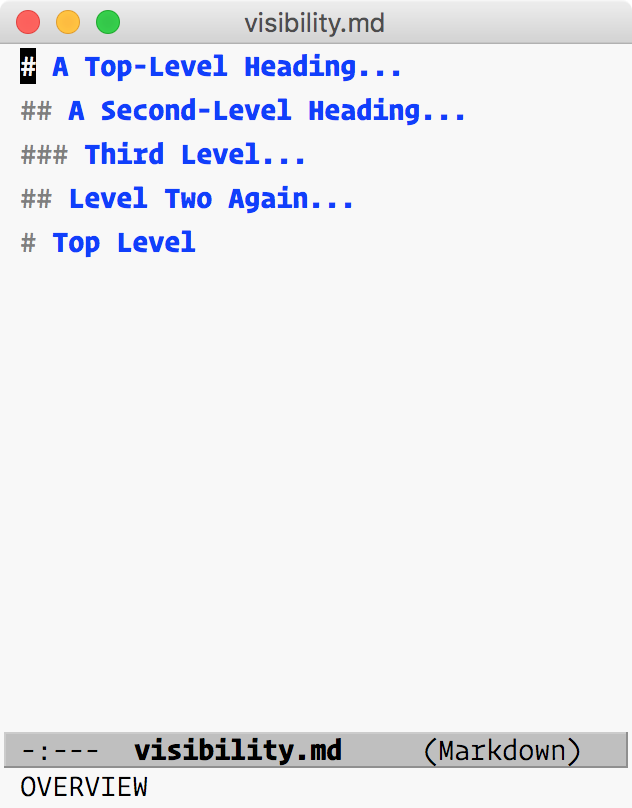 visibility.md
# A Top-Level Heading...
## A Second-Level Heading...
### Third Level...
## Level Two Again...
# Top Level
-:---  visibility.md     (Markdown)
OVERVIEW